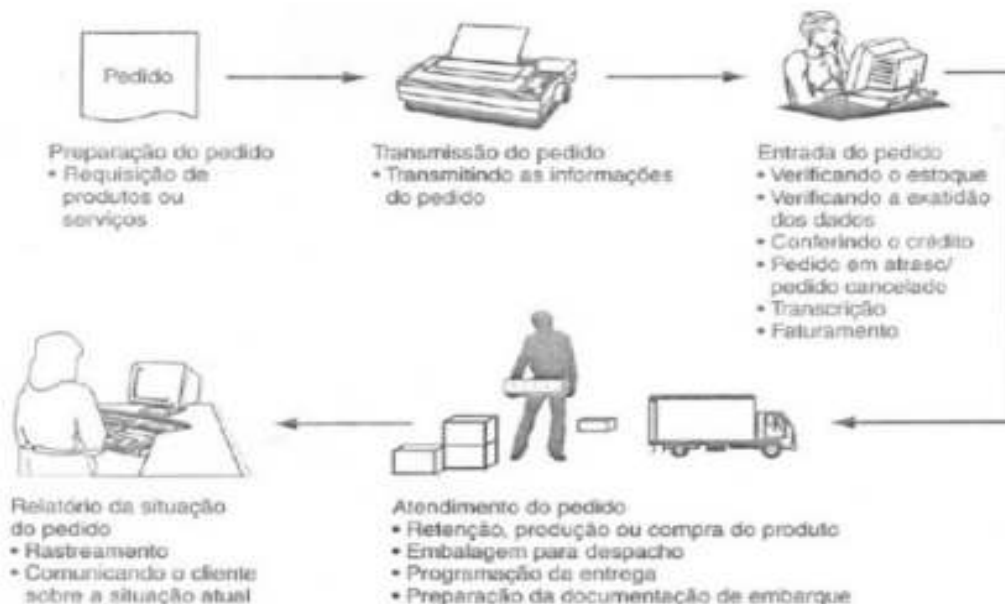 Pedido
Preparação do pedido
• Requisição de
produtos ou
serviços
Transmissão do pedido
• Transmitindo as informações
do pedido
Entrada do pedido
• Verificando o estoque
• Verificando a exatidão
dos dados
• Conferindo o crédito
• Pedido em atraso/
pedido cancelado
• Transcrição
• Faturamento
Relatório da situação
do pedido
• Rastreamento
• Comunicando o cliente
sobre a situação atual
Atendimento do pedido
• Retenção, produção ou compra do produto
• Embalagem para despacho
• Programação da entrega
• Preparação da documentação de embarque